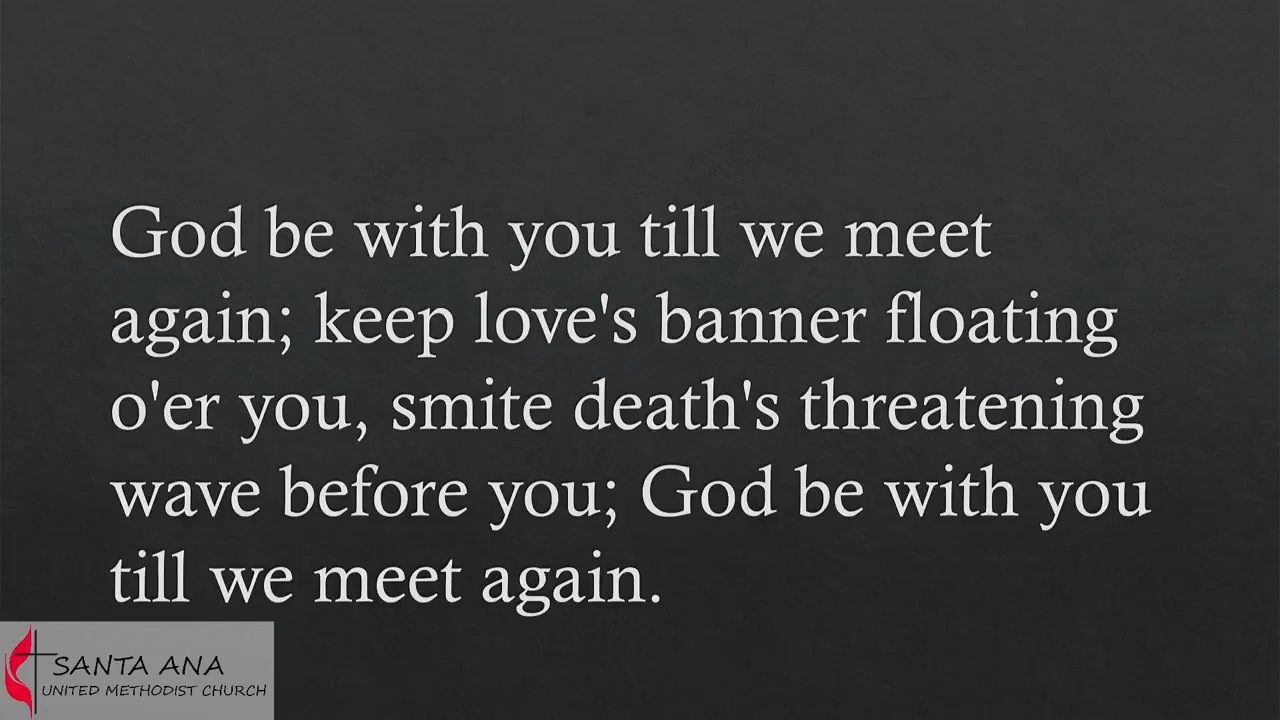 God be with you till we meet
again; keep love's banner floating
o'er you, smite death's threatening
wave before you; God be with you
till we meet again.
SANTA ANA
UNITED METHODIST CHURCH